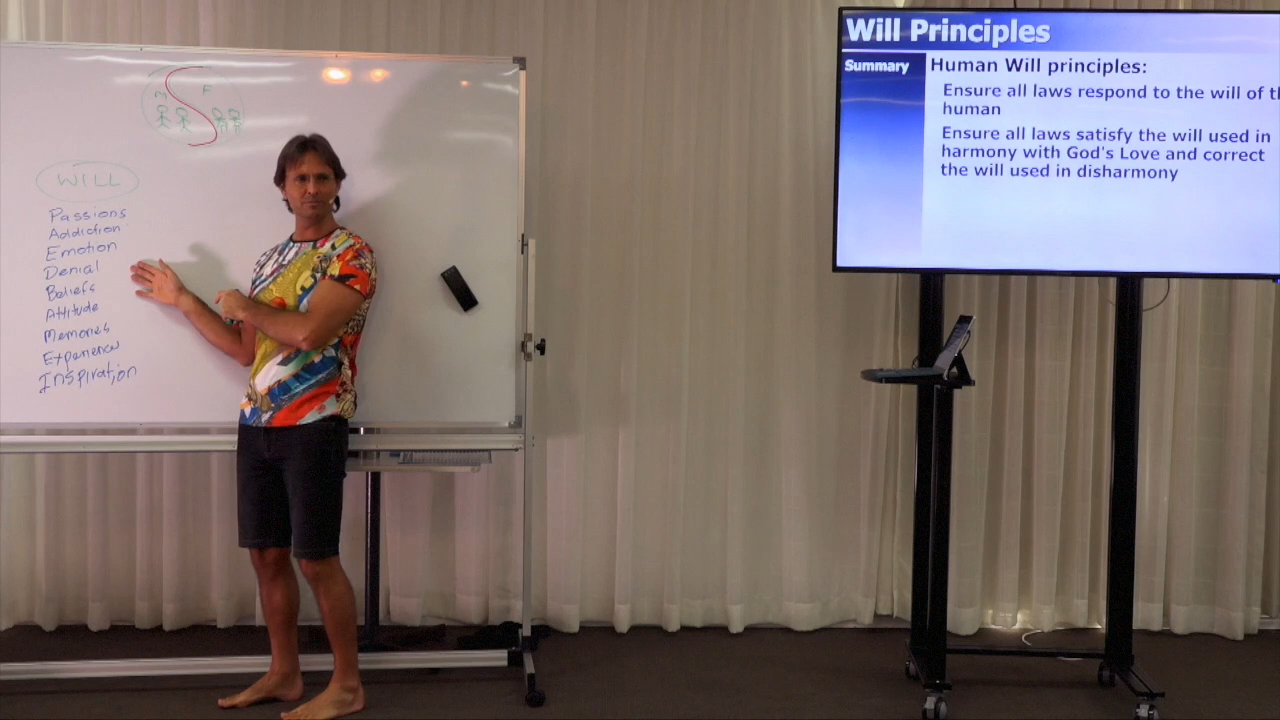 M
F
WILL
Passions
Addiction
Emotion
Denial
Beliefs
Attitude
Memories
Experiences
Inspiration
Will Principles
Summary
Human Will principles:
Ensure all laws respond to the will of th
human
Ensure all laws satisfy the will used in
harmony with God's Love and correct
the will used in disharmony